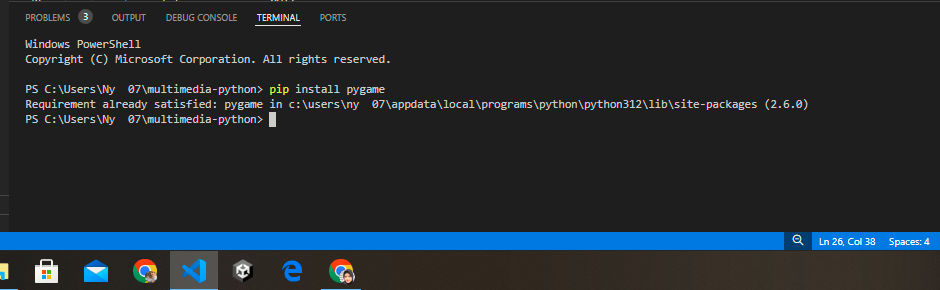 PROBLEMS 3 OUTPUT DEBUG CONSOLE TERMINAL PORTS
Windows PowerShell
Copyright (C) Microsoft Corporation. All rights reserved.
PS C:\Users\Ny  07\multimedia-python> pip install pygame
Requirement already satisfied: pygame in c:\users\ny  07\appdata\local\programs\python\python312\lib\site-packages (2.6.0)
PS C:\Users\Ny  07\multimedia-python>
Ln 26, Col 38 Spaces: 4